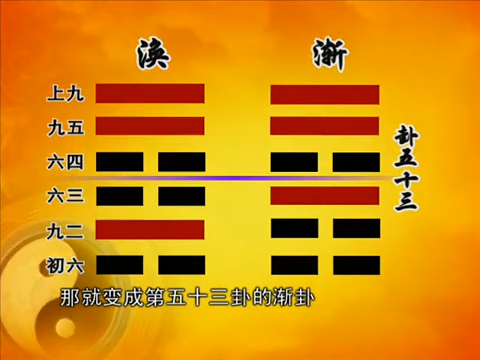 涣 渐
上九
九五
六四
六三
九二
初六
卦五十三
那就变成第五十三卦的渐卦